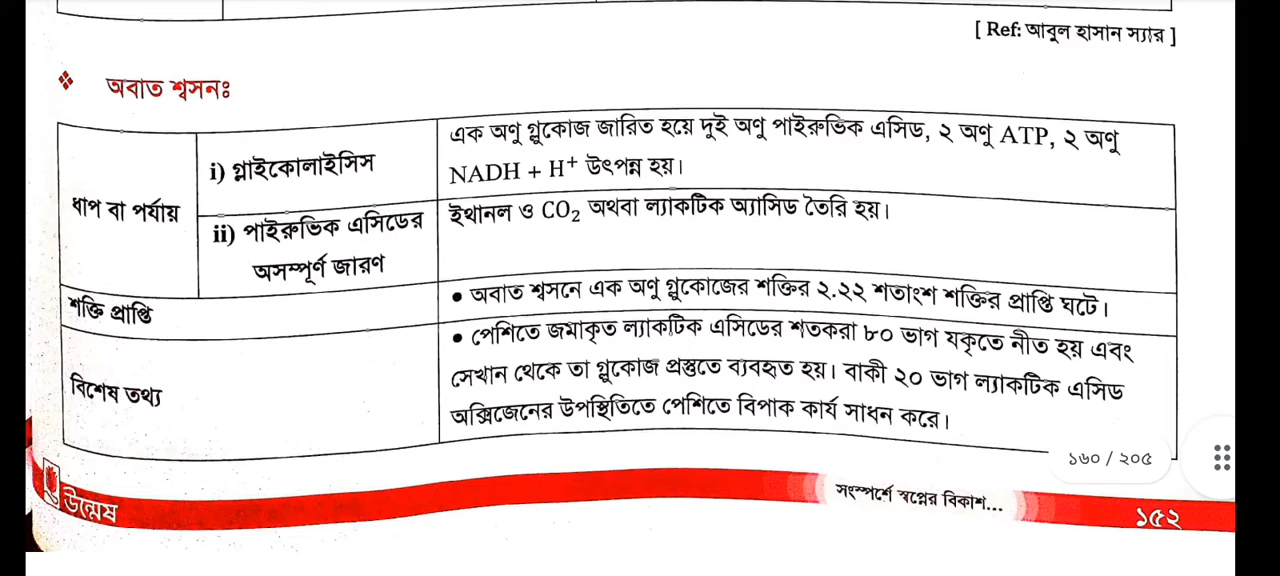 [ Ref: আবুল হাসান স্যার ]
❖ অবাত শ্বসনঃ
ধাপ বা পর্যায়
i) গ্লাইকোলাইসিস
এক অণু গ্লুকোজ জারিত হয়ে দুই অণু পাইরুভিক এসিড, ২ অণু ATP, ২ অণু
NADH + H⁺ উৎপন্ন হয়।
ii) পাইরুভিক এসিডের
অসম্পূর্ণ জারণ
ইথানল ও CO₂ অথবা ল্যাকটিক অ্যাসিড তৈরি হয়।
শক্তি প্রাপ্তি
• অবাত শ্বসনে এক অণু গ্লুকোজের শক্তির ২.২২ শতাংশ শক্তির প্রাপ্তি ঘটে।
বিশেষ তথ্য
• পেশিতে জমাকৃত ল্যাকটিক এসিডের শতকরা ৮০ ভাগ যকৃতে নীত হয় এবং
সেখান থেকে তা গ্লুকোজ প্রস্তুতে ব্যবহৃত হয়। বাকী ২০ ভাগ ল্যাকটিক এসিড
অক্সিজেনের উপস্থিতিতে পেশিতে বিপাক কার্য সাধন করে।
১৬০ / ২০৫
উন্মেষ
সংস্পর্শে স্বপ্নের বিকাশ...
১৫২